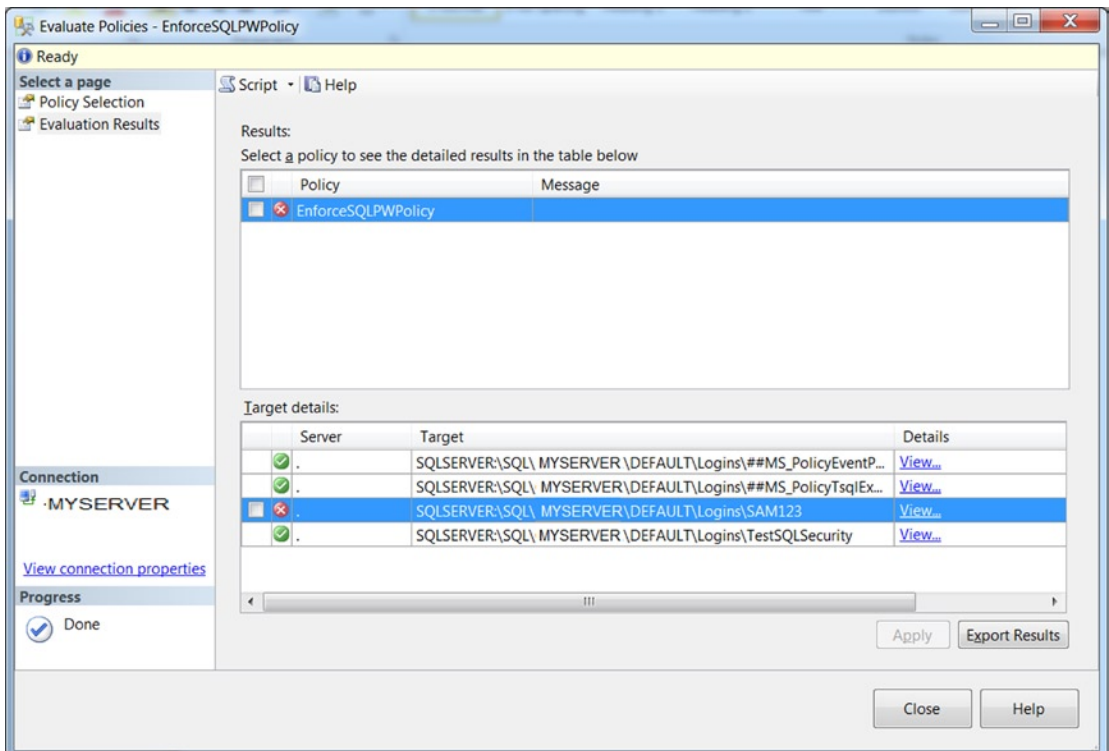 Evaluate Policies - EnforceSQLPWPolicy
Ready
Select a page
Policy Selection
Evaluation Results
Script Help
Results:
Select a policy to see the detailed results in the table below
Policy Message
EnforceSQLPWPolicy
Target details:
Server Target Details
. SQLSERVER:\SQL\ MYSERVER \DEFAULT\Logins\##MS_PolicyEventP... View...
. SQLSERVER:\SQL\ MYSERVER \DEFAULT\Logins\##MS_PolicyTsqlEx... View...
. SQLSERVER:\SQL\ MYSERVER\DEFAULT\Logins\SAM123 View...
. SQLSERVER:\SQL\ MYSERVER \DEFAULT\Logins\TestSQLSecurity View...
Connection
.MYSERVER
View connection properties
Progress
Done
Apply Export Results
Close Help